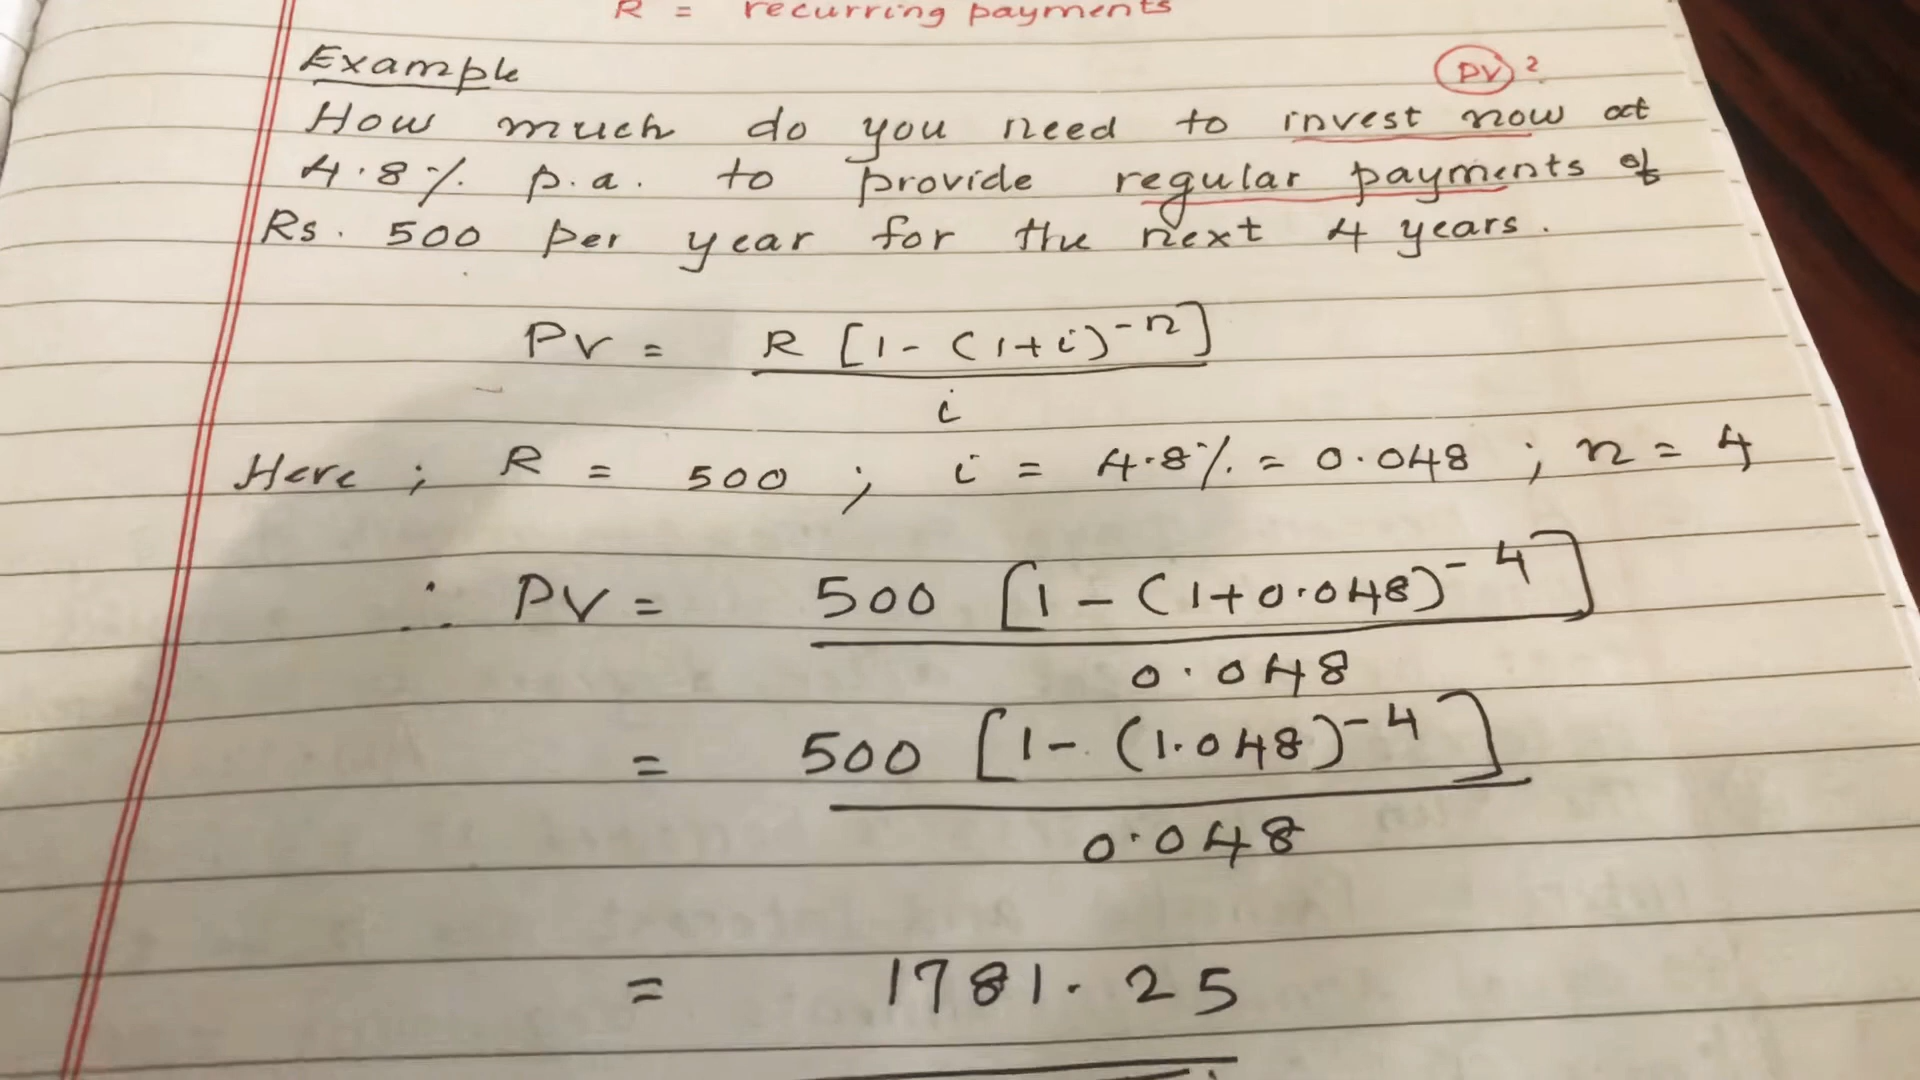 R = recurring payments
Example
PV ?
How much do you need to invest now at
4.8% p.a. to provide regular payments of
Rs. 500 per year for the next 4 years.
PV = R [1 - (1+i)^-n]
i
Here ; R = 500 ; i = 4.8% = 0.048 ; n = 4
∴ PV = 500 [1 - (1+0.048)^-4]
0.048
= 500 [1 - (1.048)^-4]
0.048
= 1781.25